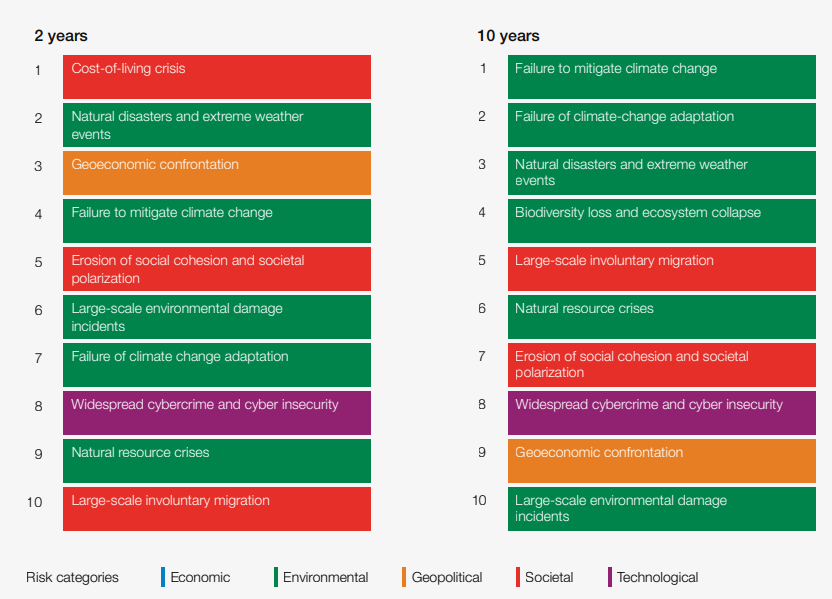 2 years
1
Cost-of-living crisis
2
Natural disasters and extreme weather
events
3
Geoeconomic confrontation
4
Failure to mitigate climate change
5
Erosion of social cohesion and societal
polarization
6
Large-scale environmental damage
incidents
7
Failure of climate change adaptation
8
Widespread cybercrime and cyber insecurity
9
Natural resource crises
10
Large-scale involuntary migration
10 years
1
Failure to mitigate climate change
2
Failure of climate-change adaptation
3
Natural disasters and extreme weather
events
4
Biodiversity loss and ecosystem collapse
5
Large-scale involuntary migration
6
Natural resource crises
7
Erosion of social cohesion and societal
polarization
8
Widespread cybercrime and cyber insecurity
9
Geoeconomic confrontation
10
Large-scale environmental damage
incidents
Risk categories
Economic
Environmental
Geopolitical
Societal
Technological